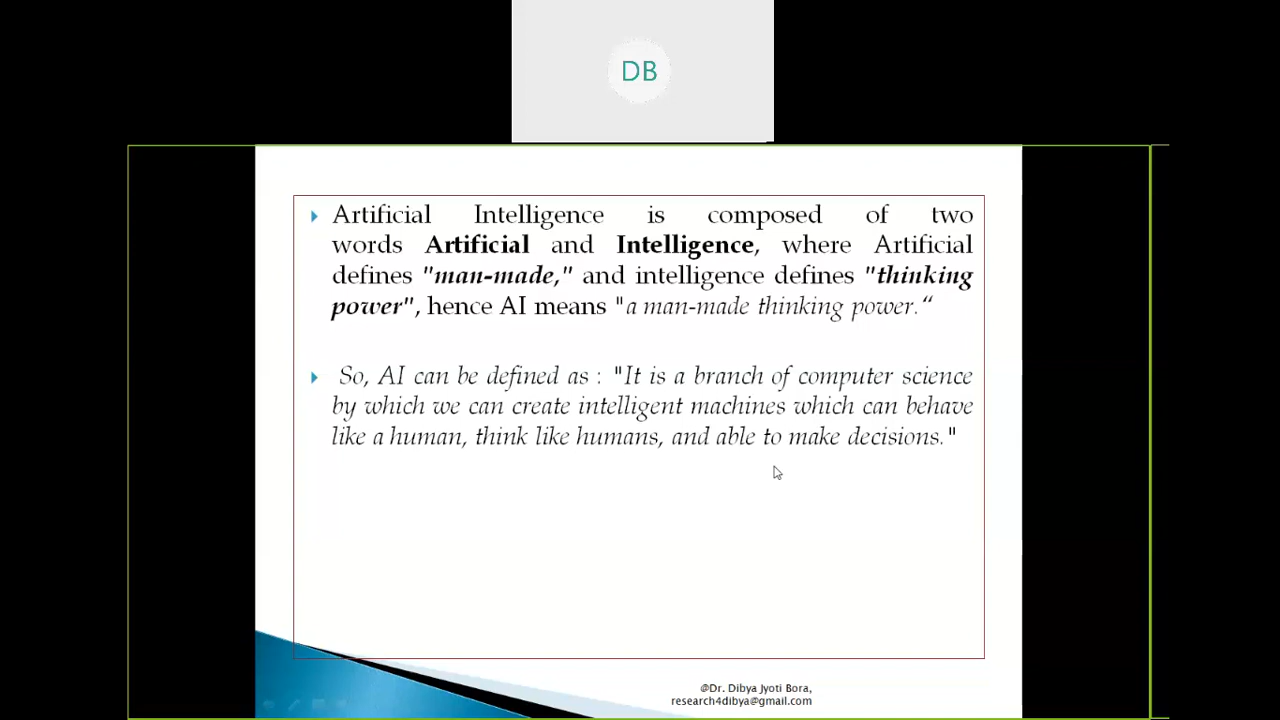 DB
Artificial Intelligence is composed of two
words Artificial and Intelligence, where Artificial
defines "man-made," and intelligence defines "thinking
power", hence AI means "a man-made thinking power.“
So, AI can be defined as : "It is a branch of computer science
by which we can create intelligent machines which can behave
like a human, think like humans, and able to make decisions."
@Dr. Dibya Jyoti Bora,
research4dibya@gmail.com